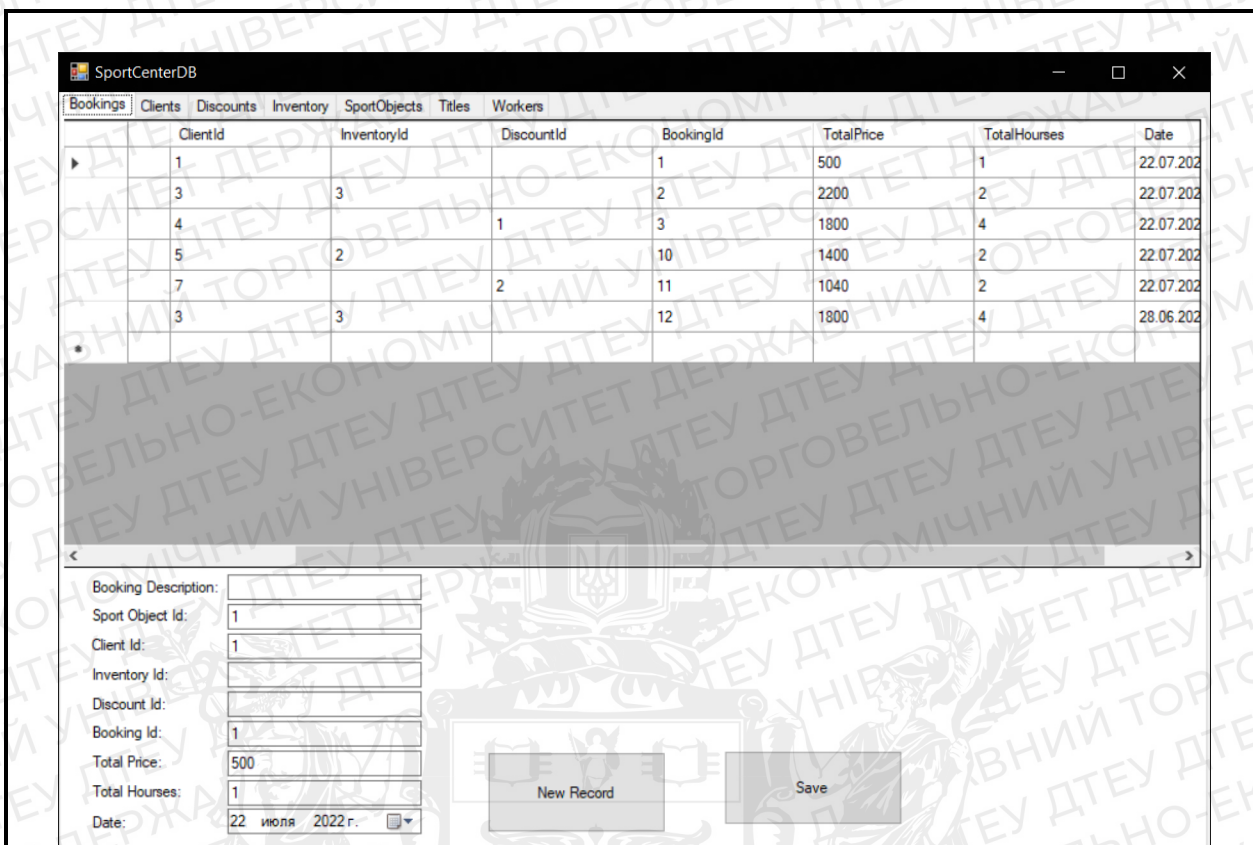 SportCenterDB
Bookings Clients Discounts Inventory SportObjects Titles Workers
ClientId InventoryId DiscountId BookingId TotalPrice TotalHourses Date
1 1 500 1 22.07.202
3 3 2 2200 2 22.07.202
4 1 3 1800 4 22.07.202
5 2 10 1400 2 22.07.202
7 2 11 1040 2 22.07.202
3 3 12 1800 4 28.06.202
Booking Description:
Sport Object Id: 1
Client Id: 1
Inventory Id:
Discount Id:
Booking Id: 1
Total Price: 500
Total Hourses: 1
Date: 22 июля 2022 г.
New Record Save